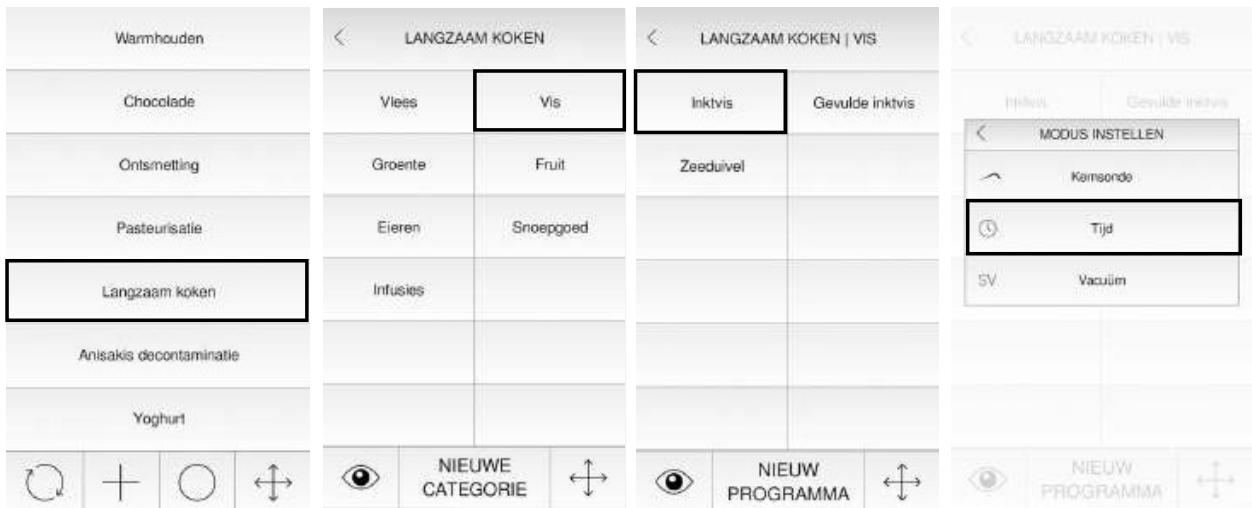 Warmhouden
Chocolade
Ontsmetting
Pasteurisatie
Langzaam koken
Anisakis decontaminatie
Yoghurt
LANGZAAM KOKEN
Vlees
Vis
Groente
Fruit
Eieren
Snoepgoed
Infusies
NIEUWE
CATEGORIE
LANGZAAM KOKEN | VIS
Inktvis
Gevulde inktvis
Zeeduivel
NIEUW
PROGRAMMA
LANGZAAM KOKEN | VIS
Inktvis
Gevulde inktvis
MODUS INSTELLEN
Kernsonde
Tijd
SV
Vacuüm
NIEUW
PROGRAMMA